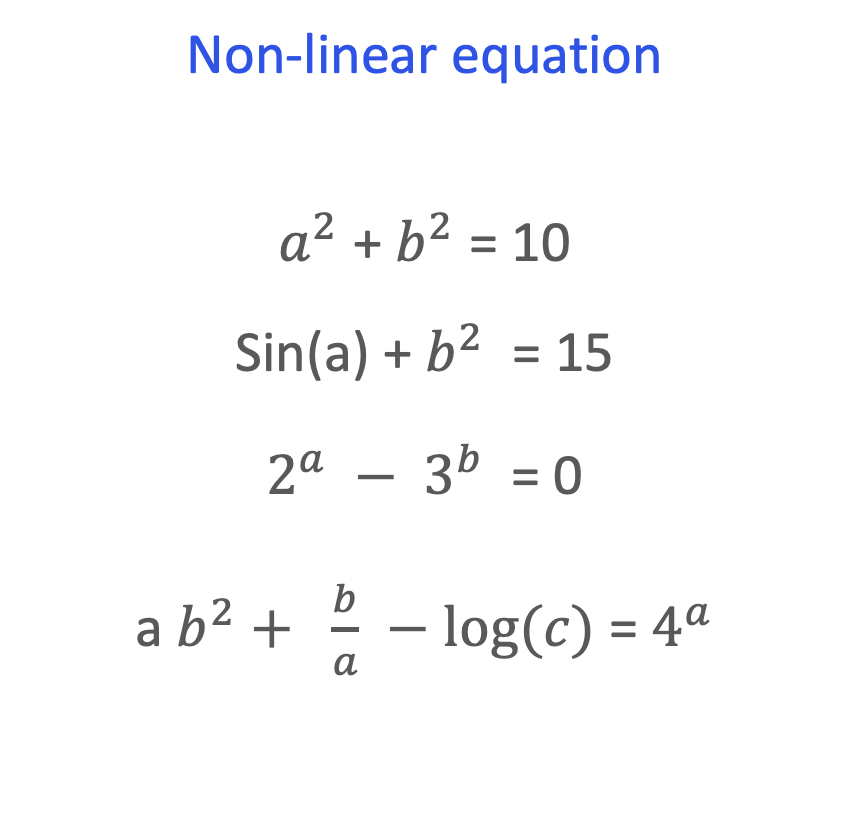 Non-linear equation
a² + b² = 10
Sin(a) + b² = 15
2ᵃ − 3ᵇ = 0
a b² + b/a − log(c) = 4ᵃ